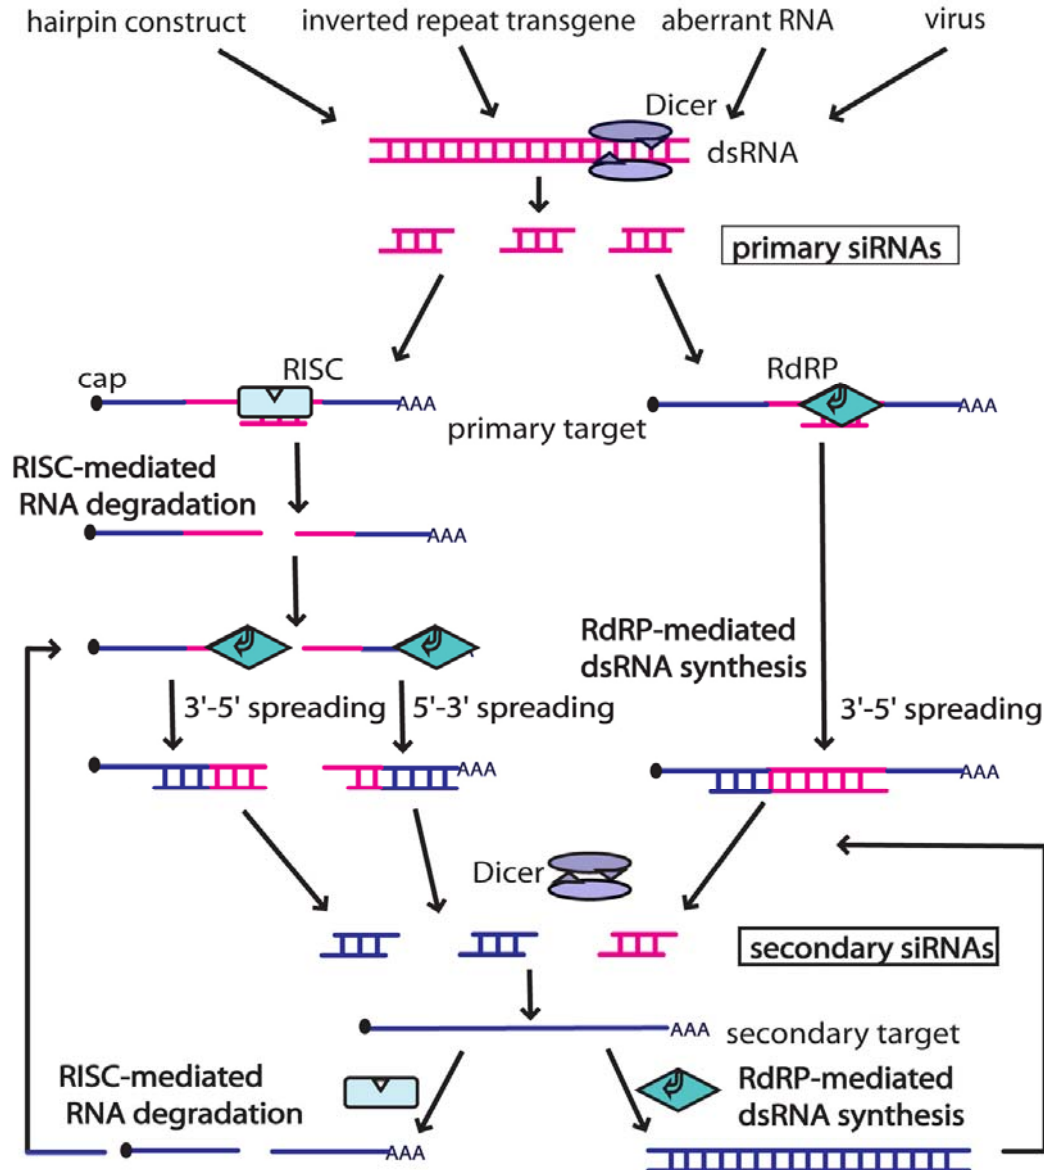 hairpin construct
inverted repeat transgene
aberrant RNA
virus
Dicer
dsRNA
primary siRNAs
cap
RISC
AAA
primary target
RdRP
AAA
RISC-mediated
RNA degradation
AAA
RdRP-mediated
dsRNA synthesis
3'-5' spreading
5'-3' spreading
3'-5' spreading
AAA
AAA
Dicer
secondary siRNAs
AAA
secondary target
RISC-mediated
RNA degradation
RdRP-mediated
dsRNA synthesis
AAA